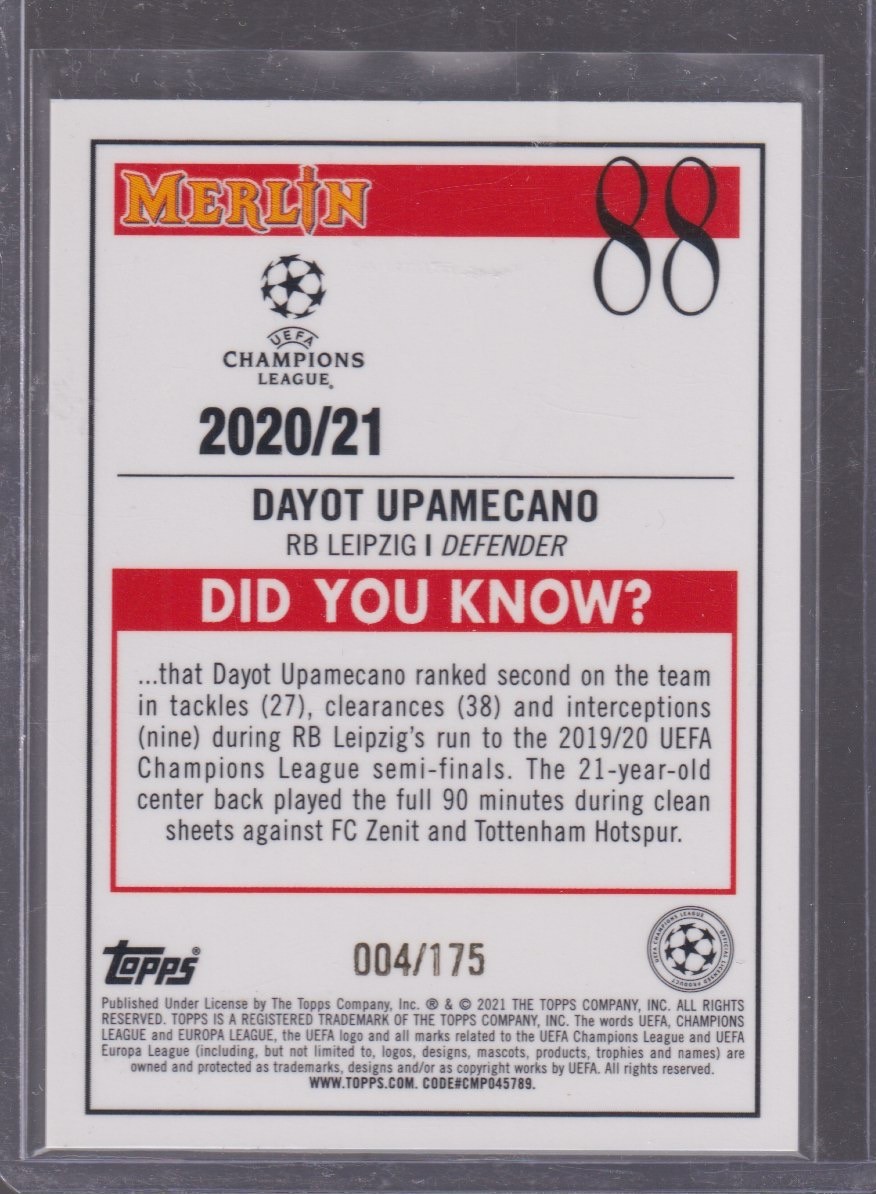 MERLIN
88
UEFA
CHAMPIONS
LEAGUE®
2020/21
DAYOT UPAMECANO
RB LEIPZIG | DEFENDER
DID YOU KNOW?
...that Dayot Upamecano ranked second on the team
in tackles (27), clearances (38) and interceptions
(nine) during RB Leipzig's run to the 2019/20 UEFA
Champions League semi-finals. The 21-year-old
center back played the full 90 minutes during clean
sheets against FC Zenit and Tottenham Hotspur.
topps®
004/175
UEFA CHAMPIONS LEAGUE OFFICIAL LICENSED PRODUCT
Published Under License by The Topps Company, Inc. ® & © 2021 THE TOPPS COMPANY, INC. ALL RIGHTS
RESERVED. TOPPS IS A REGISTERED TRADEMARK OF THE TOPPS COMPANY, INC. The words UEFA, CHAMPIONS
LEAGUE and EUROPA LEAGUE, the UEFA logo and all marks related to the UEFA Champions League and UEFA
Europa League (including, but not limited to, logos, designs, mascots, products, trophies and names) are
owned and protected as trademarks, designs and/or as copyright works by UEFA. All rights reserved.
WWW.TOPPS.COM. CODE#CMP045789.